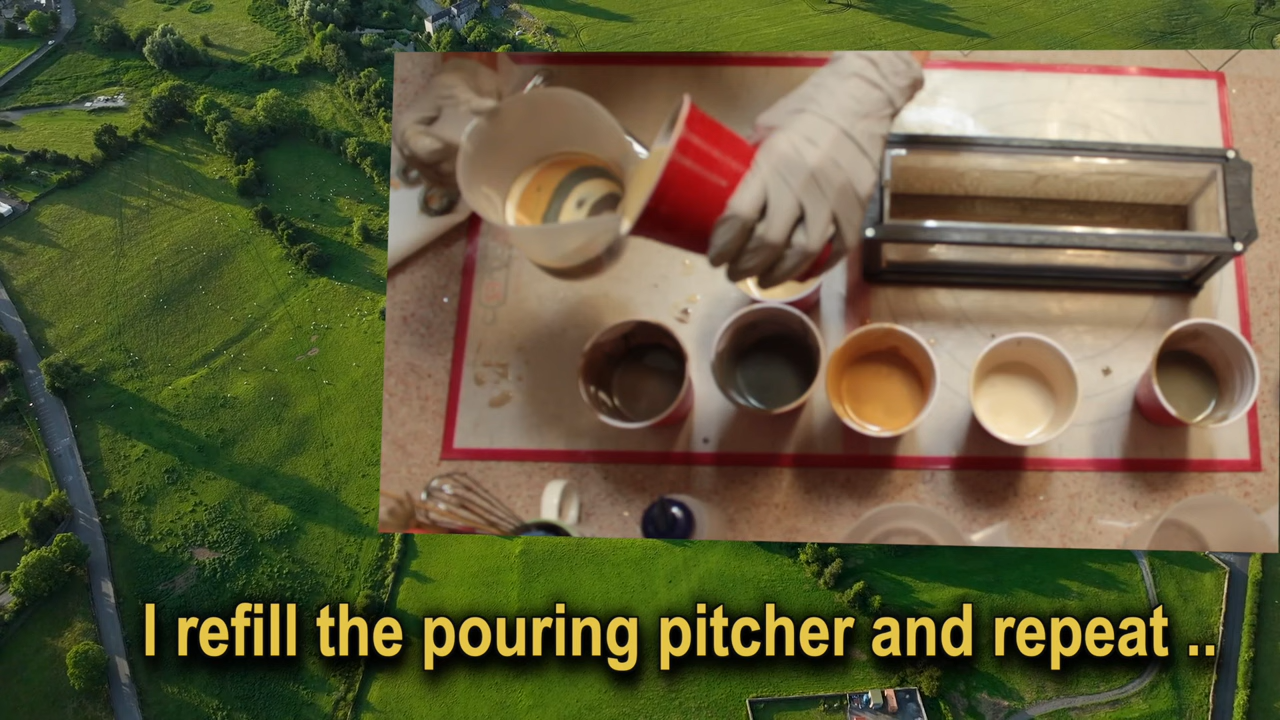 I refill the pouring pitcher and repeat ..